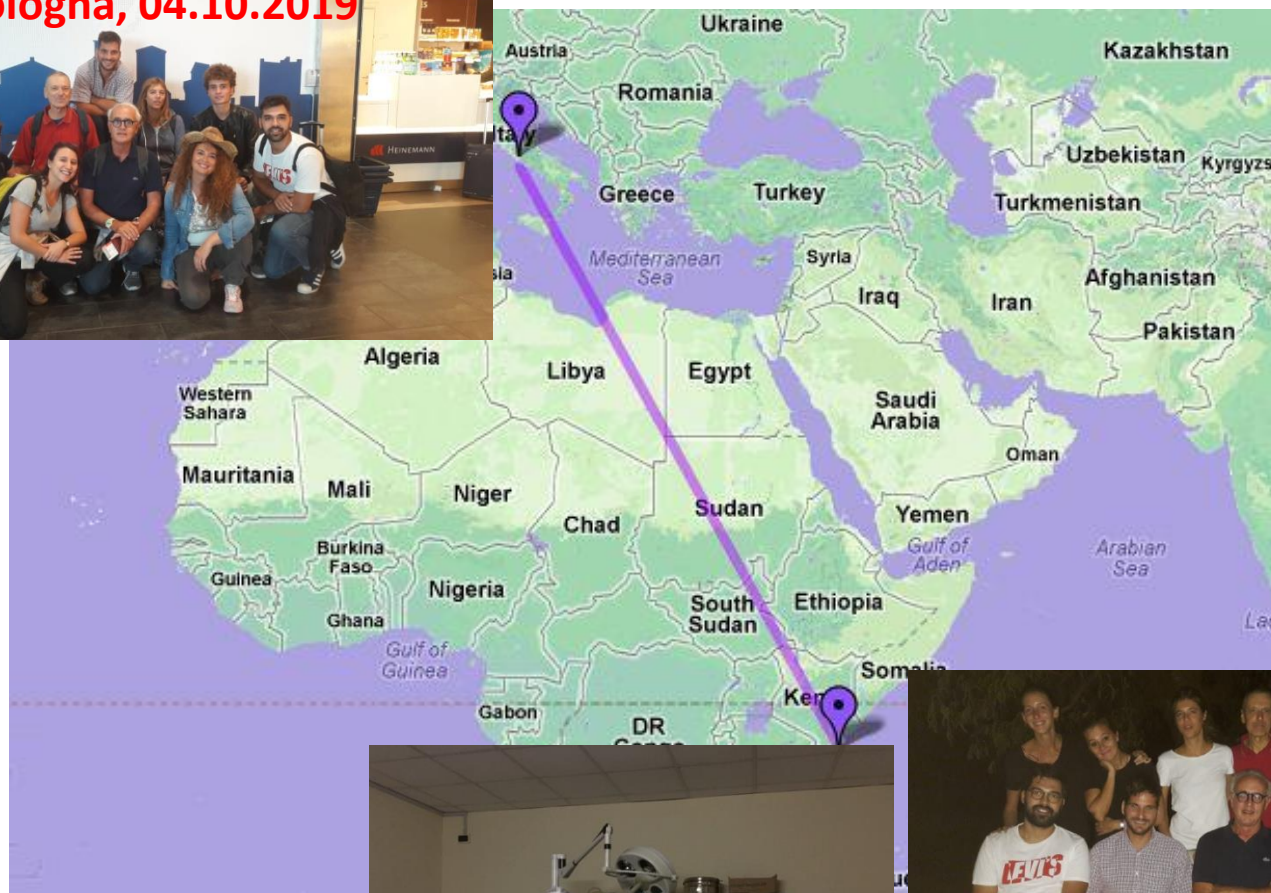 ologna, 04.10.2019
HEINEMANN
LEVI'S
Ukraine
Austria
Kazakhstan
Romania
Italy
Uzbekistan
Greece
Turkey
Turkmenistan
Mediterranean
Sea
Syria
Afghanistan
Iraq
Iran
Pakistan
Algeria
Libya
Egypt
Western
Sahara
Saudi
Arabia
Oman
Mauritania
Mali
Niger
Chad
Sudan
Yemen
Gulf of
Aden
Arabian
Sea
Burkina
Faso
Guinea
Nigeria
Ghana
South
Sudan
Ethiopia
Gulf of
Guinea
Somalia
Gabon
DR
Congo
LEVI'S